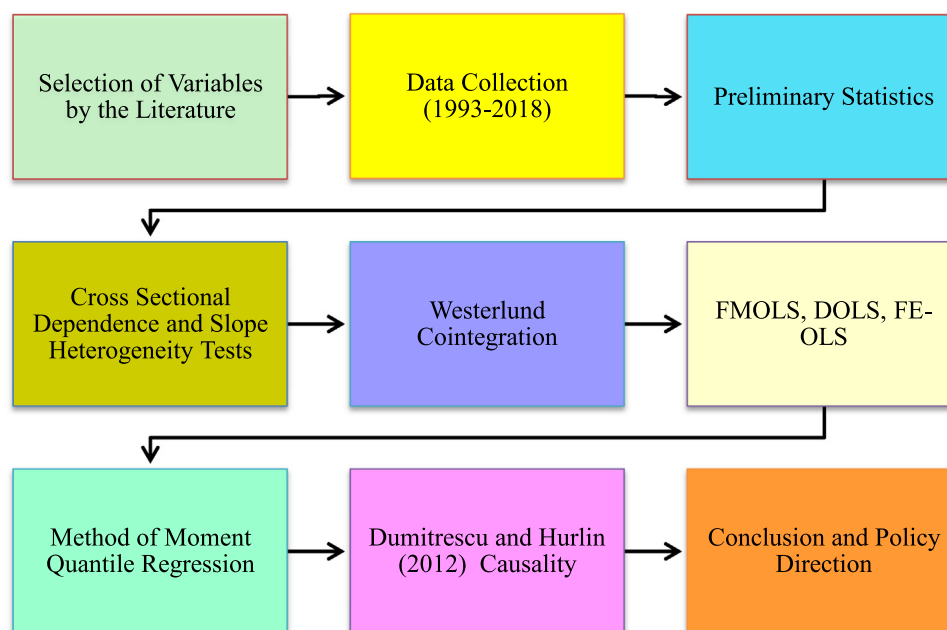 Selection of Variables
by the Literature
Data Collection
(1993-2018)
Preliminary Statistics
Cross Sectional
Dependence and Slope
Heterogeneity Tests
Westerlund
Cointegration
FMOLS, DOLS, FE-
OLS
Method of Moment
Quantile Regression
Dumitrescu and Hurlin
(2012) Causality
Conclusion and Policy
Direction